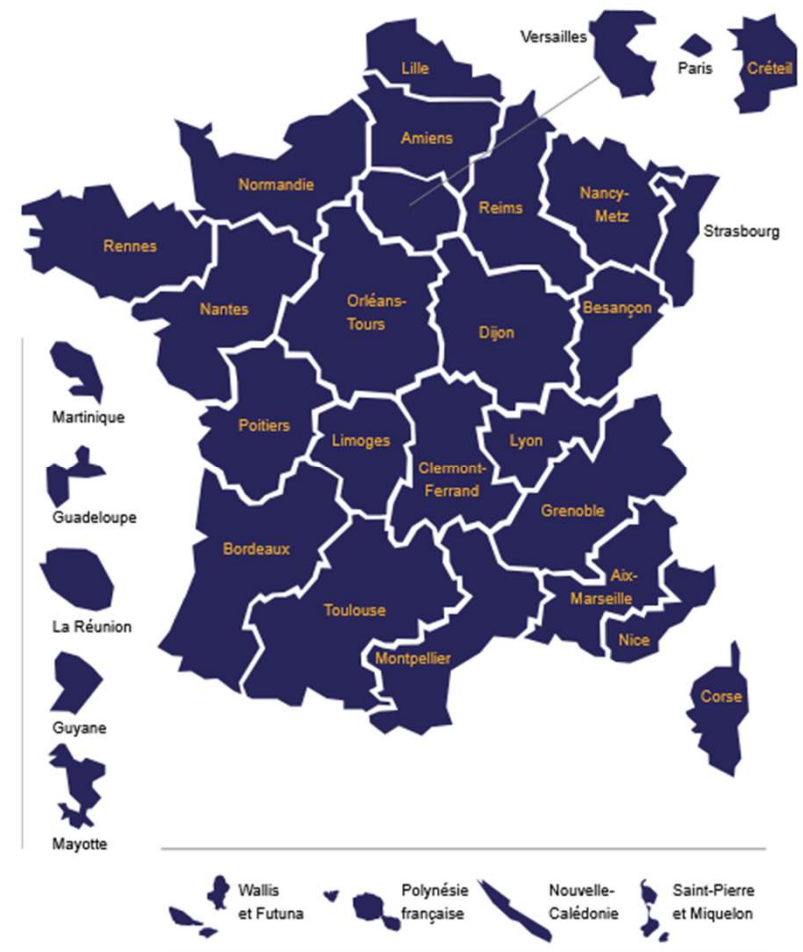 Versailles
Paris
Créteil
Lille
Amiens
Normandie
Reims
Nancy-
Metz
Strasbourg
Rennes
Nantes
Orléans-
Tours
Dijon
Besançon
Martinique
Poitiers
Limoges
Lyon
Clermont-
Ferrand
Grenoble
Guadeloupe
Bordeaux
Toulouse
Aix-
Marseille
La Réunion
Montpellier
Nice
Corse
Guyane
Mayotte
Wallis
et Futuna
Polynésie
française
Nouvelle-
Calédonie
Saint-Pierre
et Miquelon